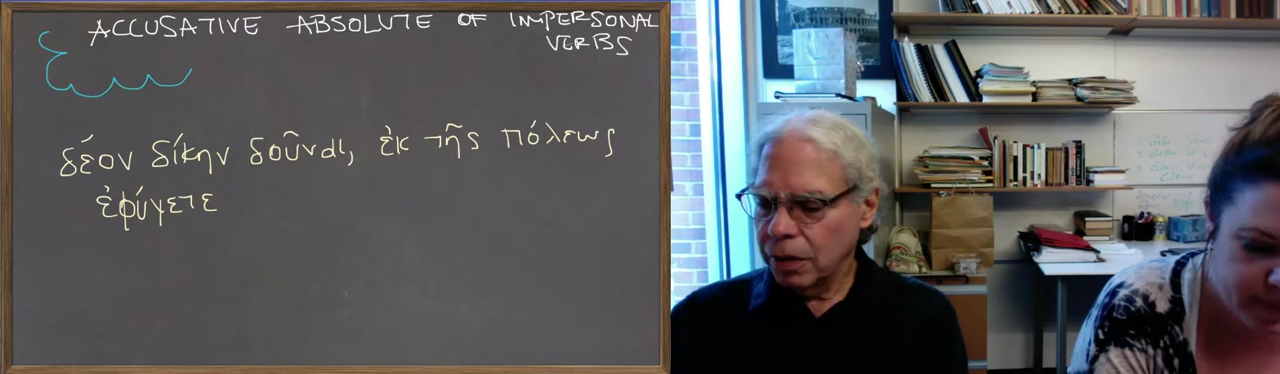 ACCUSATIVE ABSOLUTE OF IMPERSONAL
VERBS
δέον δίκην δοῦναι, ἐκ τῆς πόλεως
ἐφύγετε